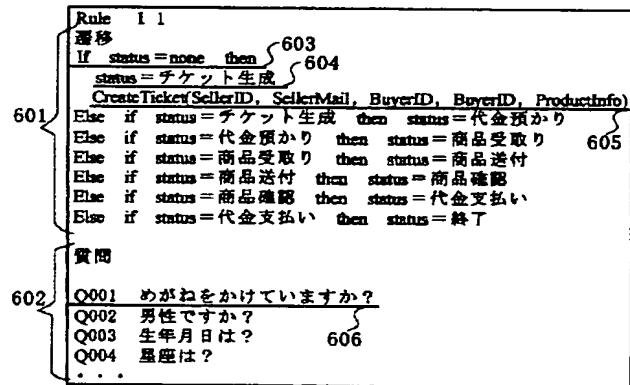 Rule I 1
遷移
If status=none then 603
status=チケット生成 604
CreateTicket(SellerID, SellerMail, BuyerID, BuyerID, ProductInfo)
601 Else if status=チケット生成 then status=代金預かり 605
Else if status=代金預かり then status=商品受取り
Else if status=商品受取り then status=商品送付
Else if status=商品送付 then status=商品確認
Else if status=商品確認 then status=代金支払い
Else if status=代金支払い then status=終了
質問
602 Q001 めがねをかけていますか?
Q002 男性ですか? 606
Q003 生年月日は?
Q004 星座は?
・・・